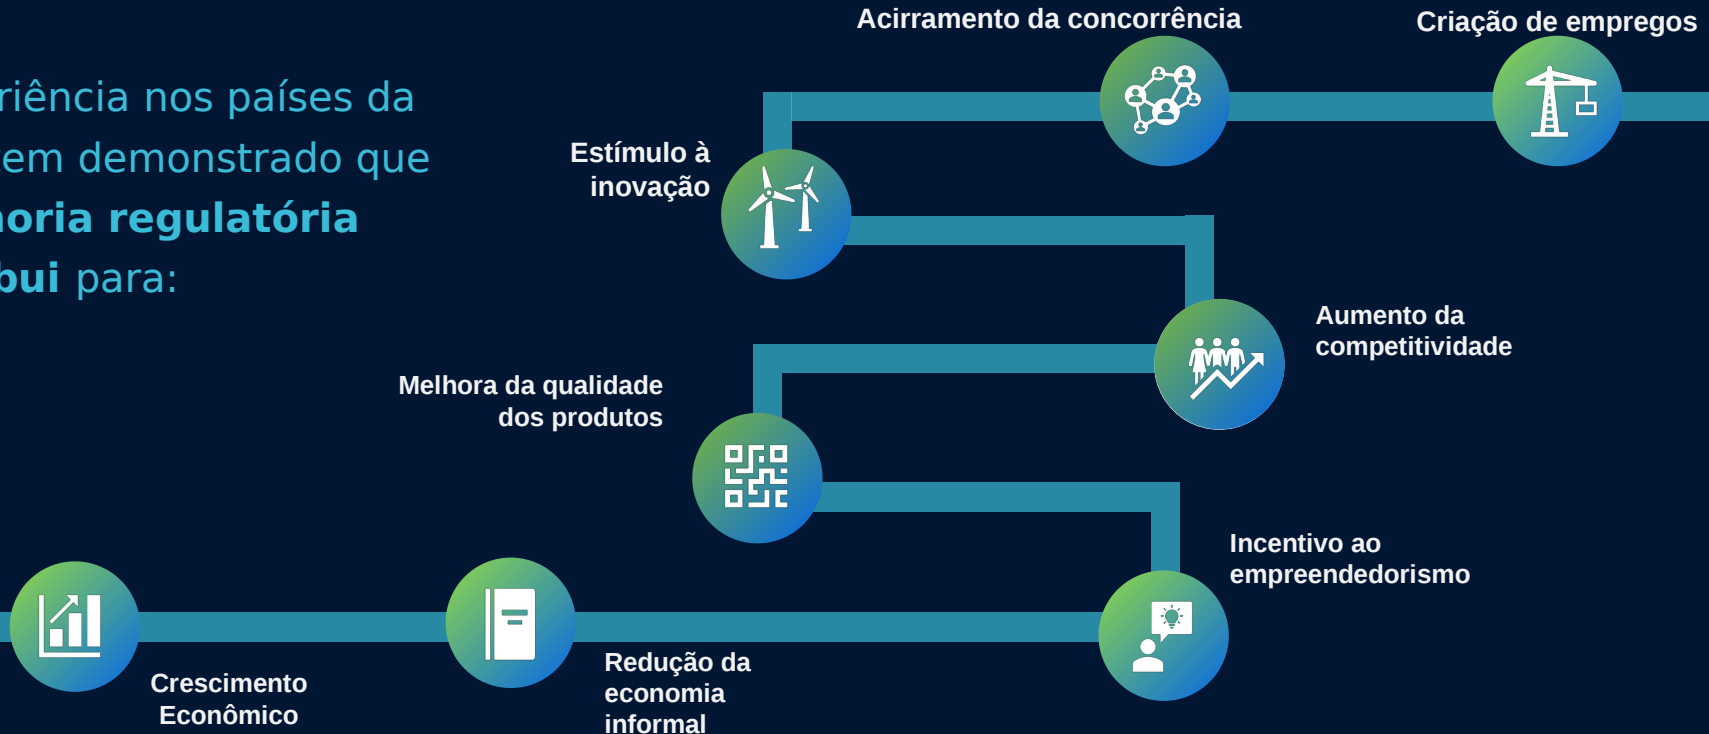 Acirramento da concorrência
Criação de empregos
riência nos países da
em demonstrado que
oria regulatória
bui para:
Estímulo à
inovação
Aumento da
competitividade
Melhora da qualidade
dos produtos
Incentivo ao
empreendedorismo
Redução da
economia
informal
Crescimento
Econômico